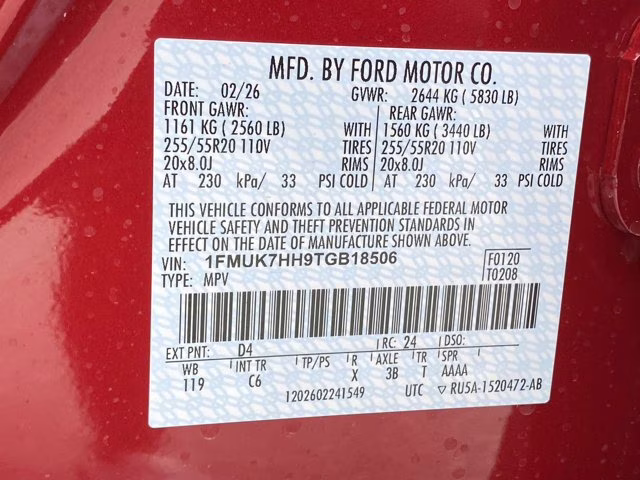 MFD. BY FORD MOTOR CO.
DATE: 02/26 GVWR: 2644 KG ( 5830 LB)
FRONT GAWR: REAR GAWR:
1161 KG ( 2560 LB) WITH 1560 KG ( 3440 LB) WITH
255/55R20 110V TIRES 255/55R20 110V TIRES
20x8.0J RIMS 20x8.0J RIMS
AT 230 kPa/ 33 PSI COLD AT 230 kPa/ 33 PSI COLD
THIS VEHICLE CONFORMS TO ALL APPLICABLE FEDERAL MOTOR
VEHICLE SAFETY AND THEFT PREVENTION STANDARDS IN
EFFECT ON THE DATE OF MANUFACTURE SHOWN ABOVE.
VIN: 1FMUK7HH9TGB18506 F0120
TYPE: MPV T0208
EXT PNT: D4 RC: 24 DSO:
WB INT TR TP/PS R AXLE TR SPR
119 C6 X 3B T AAAA
1202602241549 UTC ▽ RU5A-1520472-AB